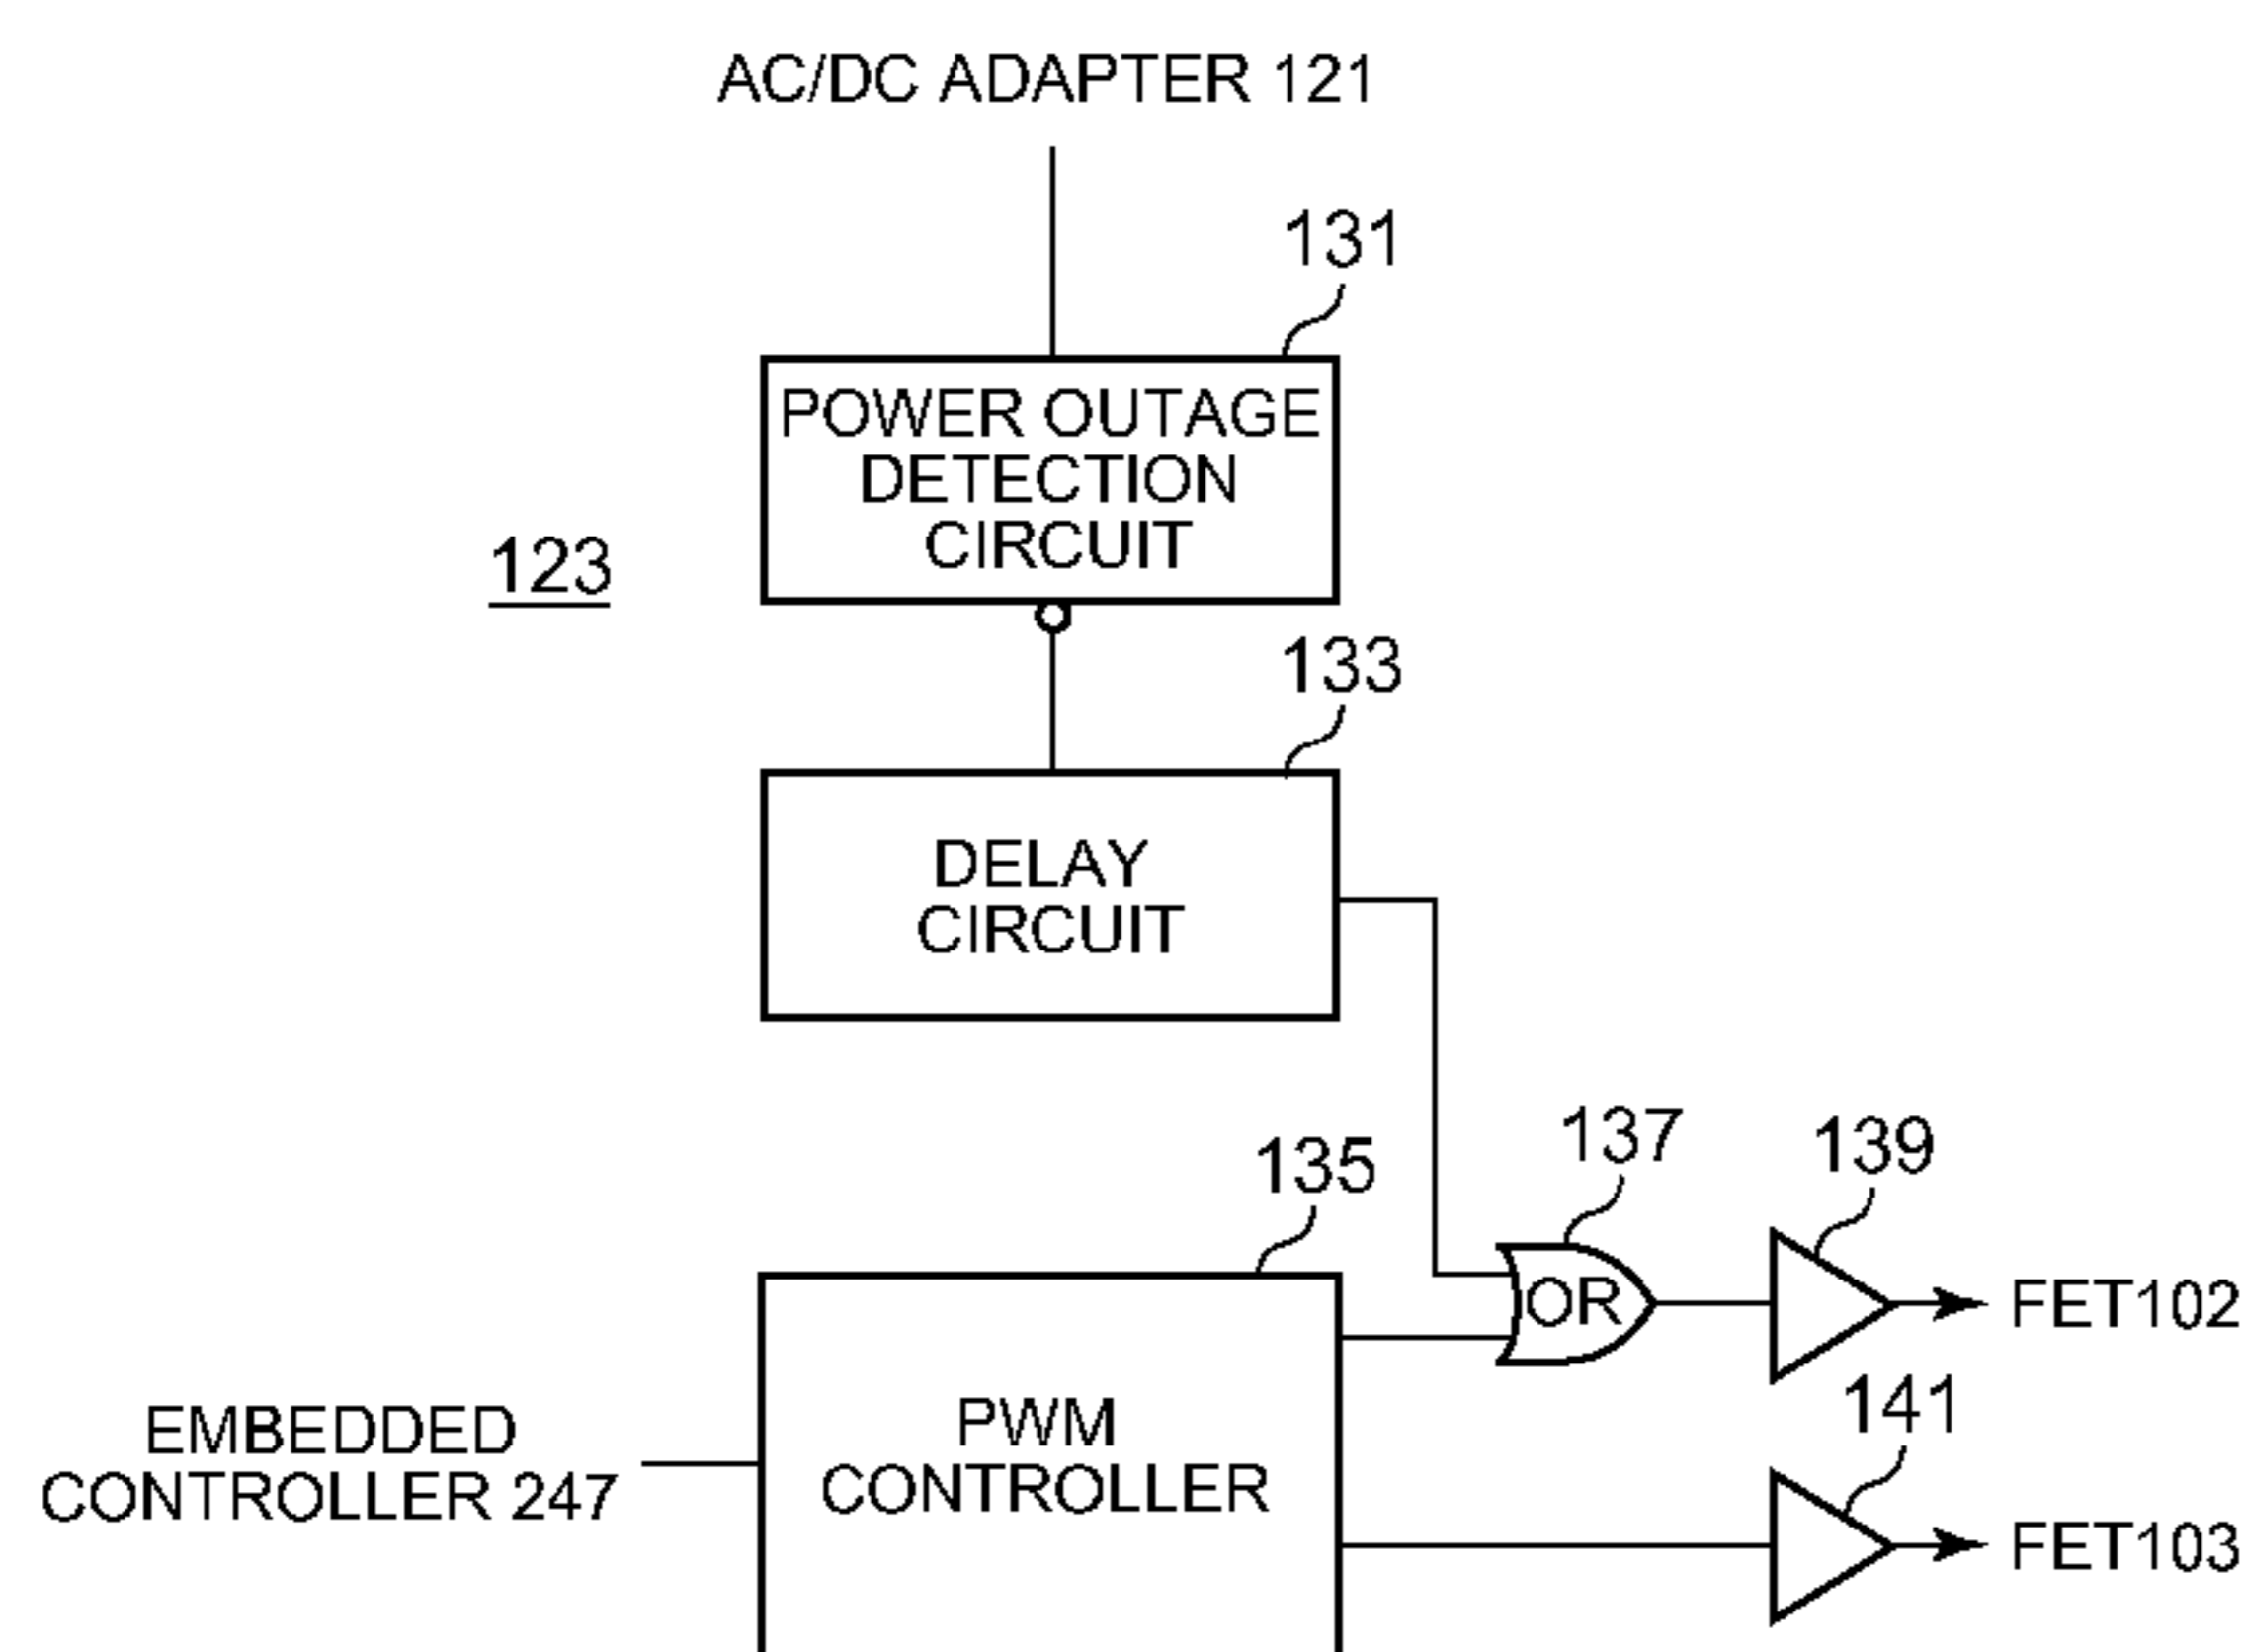 AC/DC ADAPTER 121
131
POWER OUTAGE
DETECTION
CIRCUIT
123
133
DELAY
CIRCUIT
137
139
135
OR
FET102
141
EMBEDDED
CONTROLLER 247
PWM
CONTROLLER
FET103